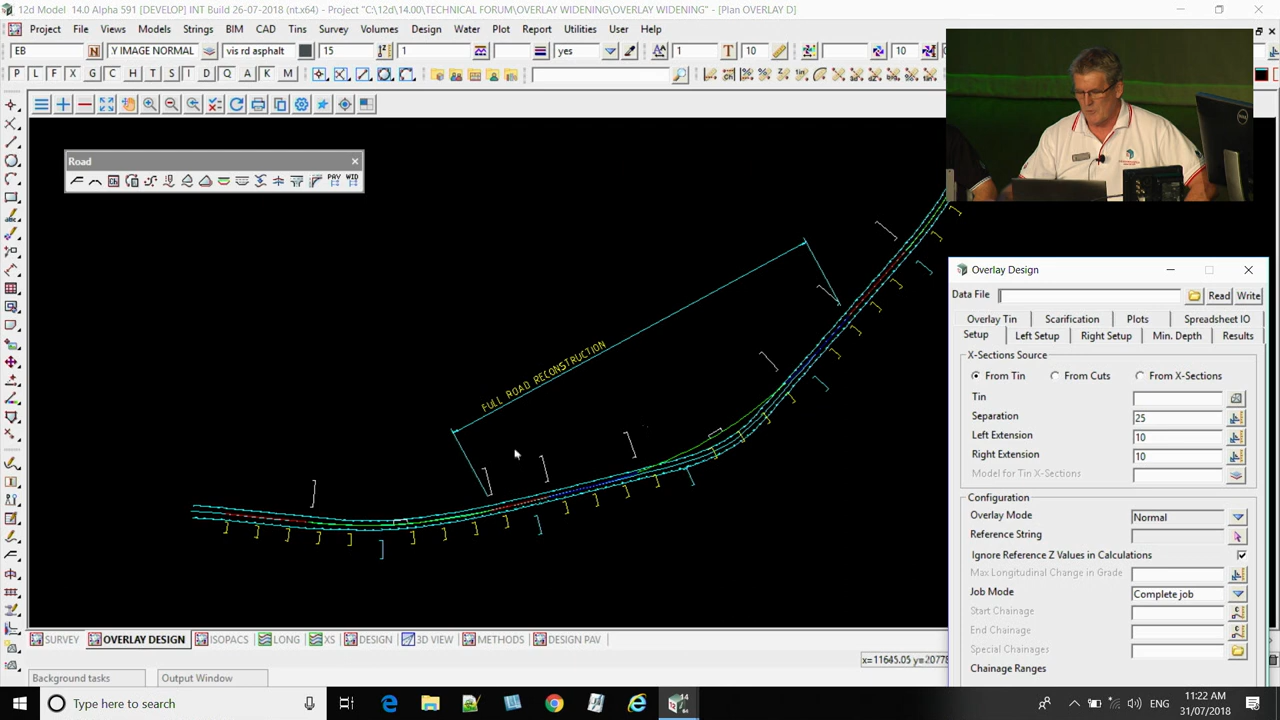 12d Model 14.0 Alpha 591 [DEVELOP] INT Build 26-07-2018 (nt.x64) - Project "C:\12d\14.00\TECHNICAL FORUM\OVERLAY WIDENING\OVERLAY WIDENING" - [Plan OVERLAY D]
Project File Views Models Strings BIM CAD Tins Survey Volumes Design Water Plot Report Utilities User Help
EB Y IMAGE NORMAL vis rd asphalt 15 1 yes 1 T 10 10
P L F X G C H T S I D Q A K M
Road
PAV WID
FULL ROAD RECONSTRUCTION
Overlay Design
Data File Read Write
Overlay Tin Scarification Plots Spreadsheet IO
Setup Left Setup Right Setup Min. Depth Results
X-Sections Source
From Tin From Cuts From X-Sections
Tin
Separation 25
Left Extension 10
Right Extension 10
Model for Tin X-Sections
Configuration
Overlay Mode Normal
Reference String
Ignore Reference Z Values in Calculations
Max Longitudinal Change in Grade
Job Mode Complete job
Start Chainage
End Chainage
Special Chainages
Chainage Ranges
SURVEY OVERLAY DESIGN ISOPACS LONG XS DESIGN 3D VIEW METHODS DESIGN PAV
x=11645.05 y=20778
Background tasks Output Window
Type here to search
14
64
ENG
11:22 AM
31/07/2018